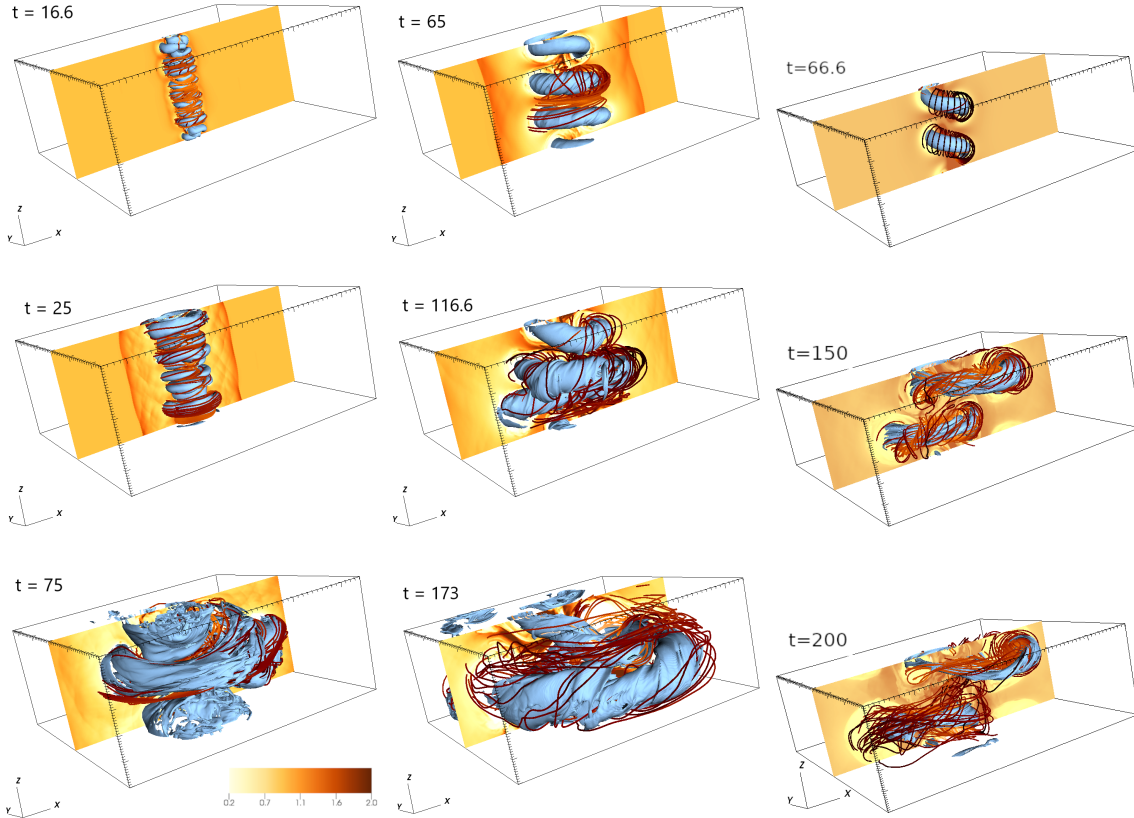 t = 16.6
t = 65
t=66.6
z
Y
x
z
Y
x
z
Y
x
t = 25
t = 116.6
t=150
z
Y
x
z
Y
x
z
Y
x
t = 75
t = 173
t=200
0.2 0.7 1.1 1.6 2.0
z
Y
x
z
Y
x
z
Y
X